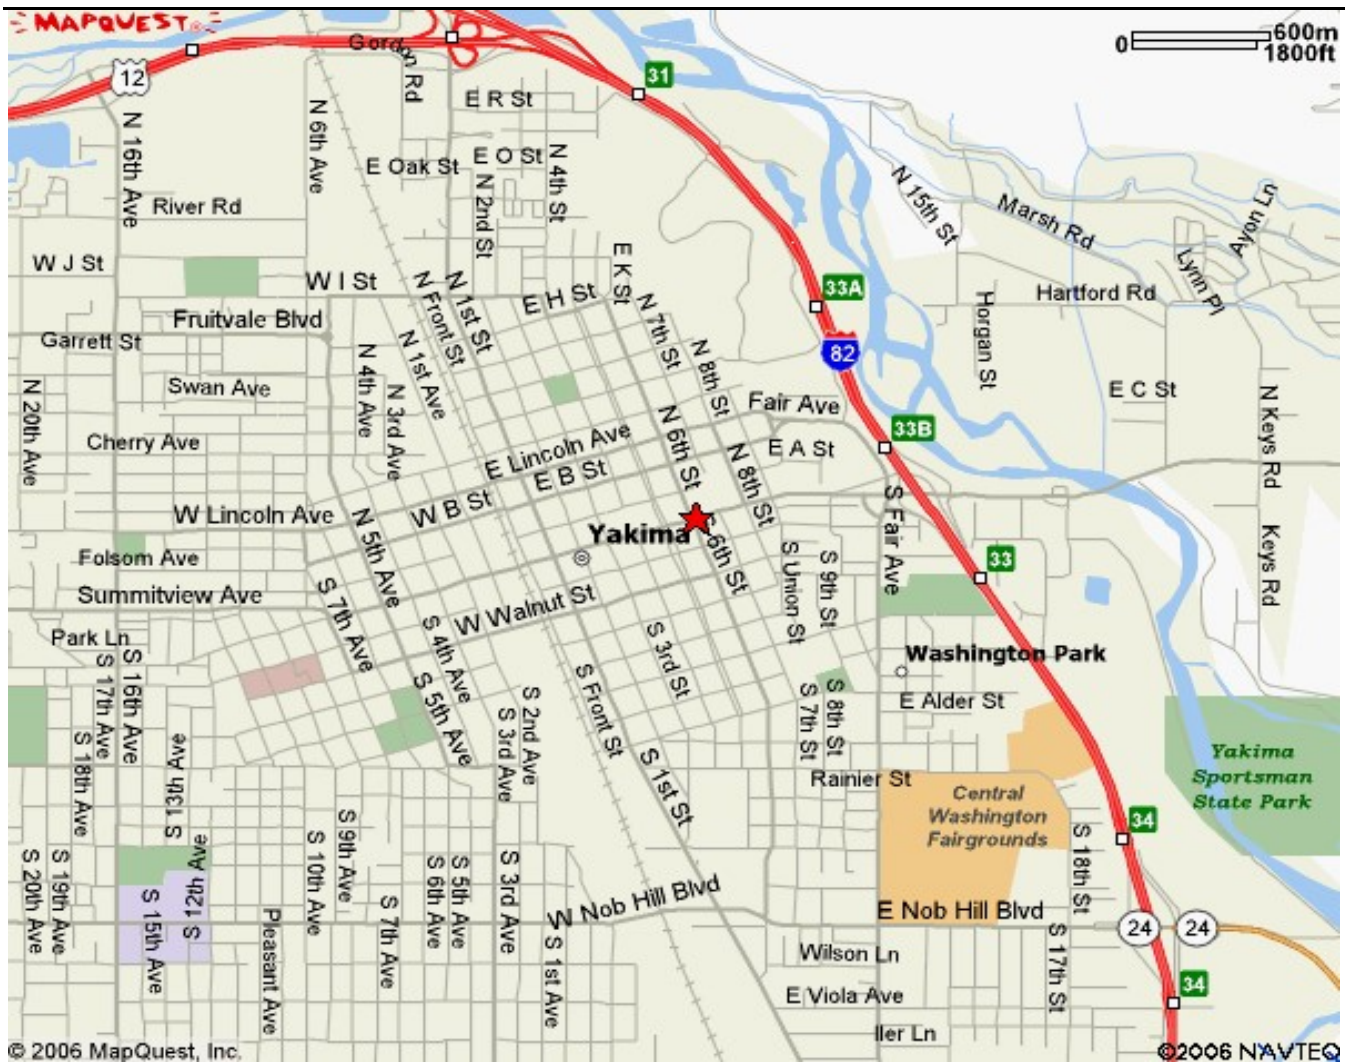 MAPQUEST
600m
0
1800ft
Gordon Rd
31
12
E R St
N 16th Ave
N 6th Ave
E O St
N 4th St
E Oak St
N 2nd St
N 15th St
Marsh Rd
Avon Ln
River Rd
W J St
Lynn Pl
W I St
N Front St
N 1st St
E H St
E K St
N 7th St
33A
Hartford Rd
Horgan St
Fruitvale Blvd
Garrett St
N 1st Ave
N 4th Ave
N 3rd Ave
N 8th St
82
N 20th Ave
Swan Ave
E C St
N Keys Rd
Fair Ave
N 6th St
33B
Cherry Ave
E Lincoln Ave
E A St
E B St
N 8th St
W B St
W Lincoln Ave
N 5th Ave
Yakima
S 6th St
S Fair Ave
Keys Rd
Folsom Ave
S Union St
S 9th St
33
Summitview Ave
S 7th Ave
W Walnut St
Park Ln
S 4th Ave
S 3rd St
Washington Park
S 17th Ave
S 16th Ave
S 5th Ave
S 2nd Ave
S 3rd Ave
S Front St
S 7th St
S 8th St
E Alder St
S 18th Ave
S 13th Ave
S 1st St
Rainier St
Yakima
Sportsman
State Park
Central
Washington
Fairgrounds
34
S 20th Ave
S 19th Ave
S 12th Ave
S 10th Ave
S 9th Ave
S 6th Ave
S 5th Ave
S 3rd Ave
S 18th St
S 15th Ave
Pleasant Ave
S 7th Ave
W Nob Hill Blvd
E Nob Hill Blvd
24
24
S 1st Ave
Wilson Ln
S 17th St
E Viola Ave
34
ller Ln
© 2006 MapQuest, Inc.
©2006 NAVTEQ